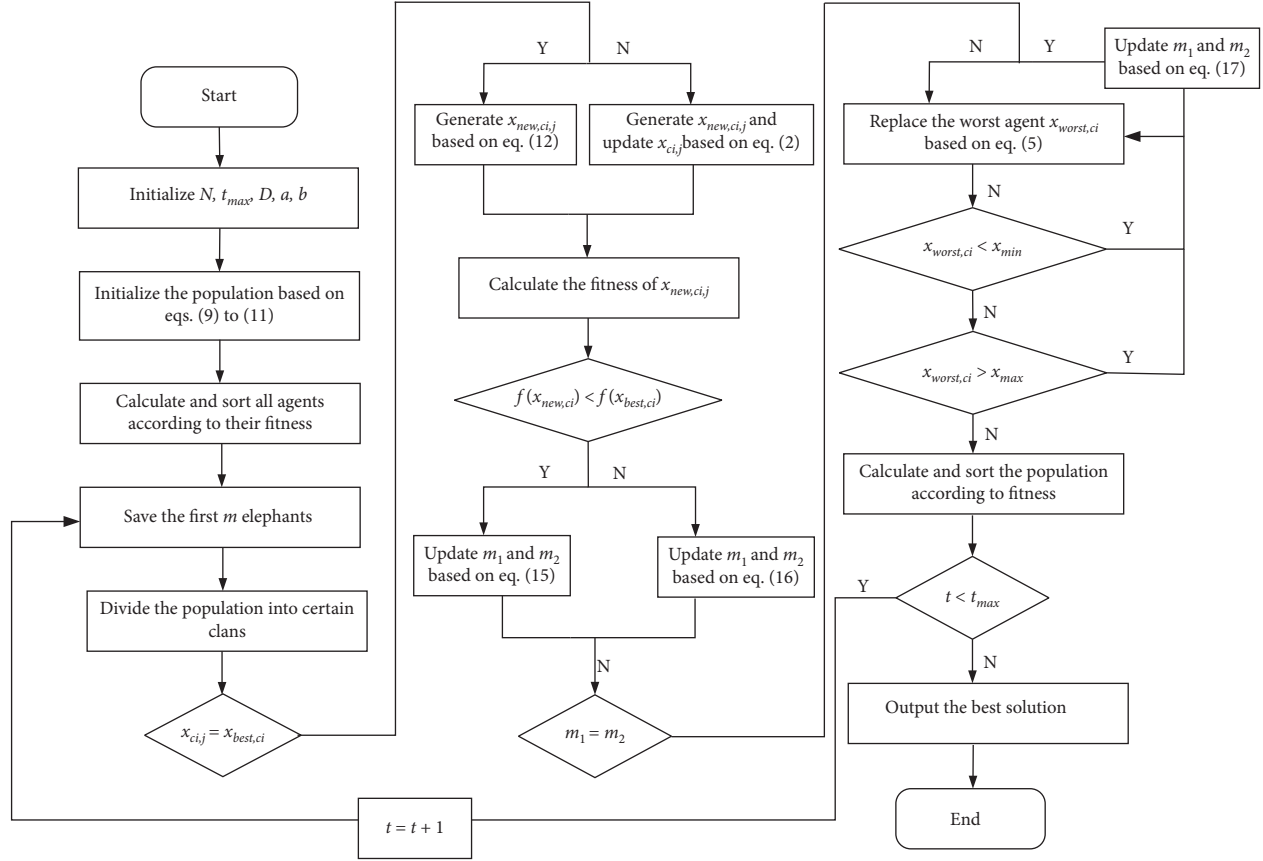 Start
Initialize N, t_max, D, a, b
Initialize the population based on
eqs. (9) to (11)
Calculate and sort all agents
according to their fitness
Save the first m elephants
Divide the population into certain
clans
x_ci,j = x_best,ci
Y
N
Generate x_new,ci,j
based on eq. (12)
Generate x_new,ci,j and
update x_ci,j based on eq. (2)
Calculate the fitness of x_new,ci,j
f (x_new,ci) < f (x_best,ci)
Y
N
Update m_1 and m_2
based on eq. (15)
Update m_1 and m_2
based on eq. (16)
N
m_1 = m_2
N
Y
Update m_1 and m_2
based on eq. (17)
Replace the worst agent x_worst,ci
based on eq. (5)
N
x_worst,ci < x_min
Y
N
x_worst,ci > x_max
Y
N
Calculate and sort the population
according to fitness
t < t_max
Y
N
Output the best solution
End
t = t + 1